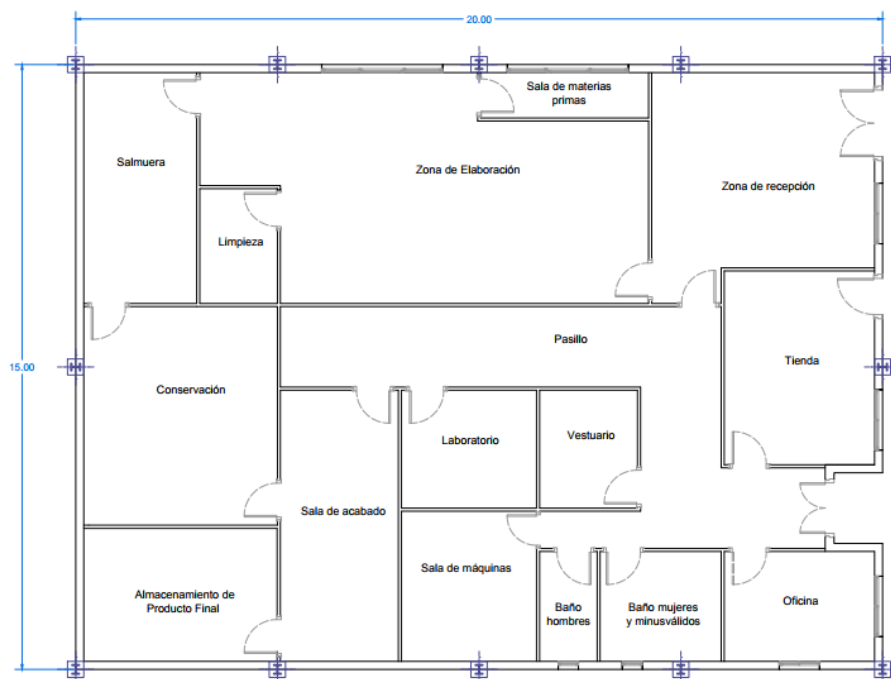 20.00
Sala de materias
primas
Salmuera
Zona de Elaboración
Zona de recepción
Limpieza
Pasillo
15.00
Tienda
Conservación
Laboratorio
Vestuario
Sala de acabado
Sala de máquinas
Almacenamiento de
Producto Final
Baño
hombres
Baño mujeres
y minusválidos
Oficina